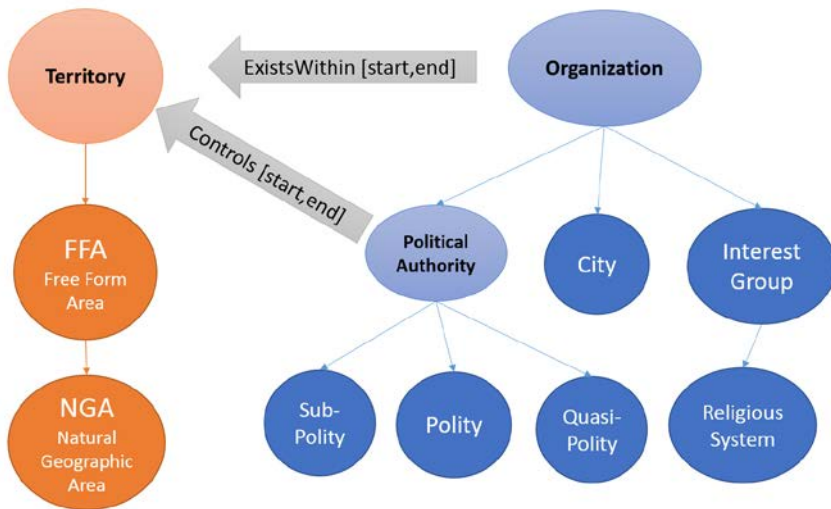 Territory
ExistsWithin [start,end]
Organization
Controls [start,end]
FFA
Free Form
Area
Political
Authority
City
Interest
Group
NGA
Natural
Geographic
Area
Sub-
Polity
Polity
Quasi-
Polity
Religious
System